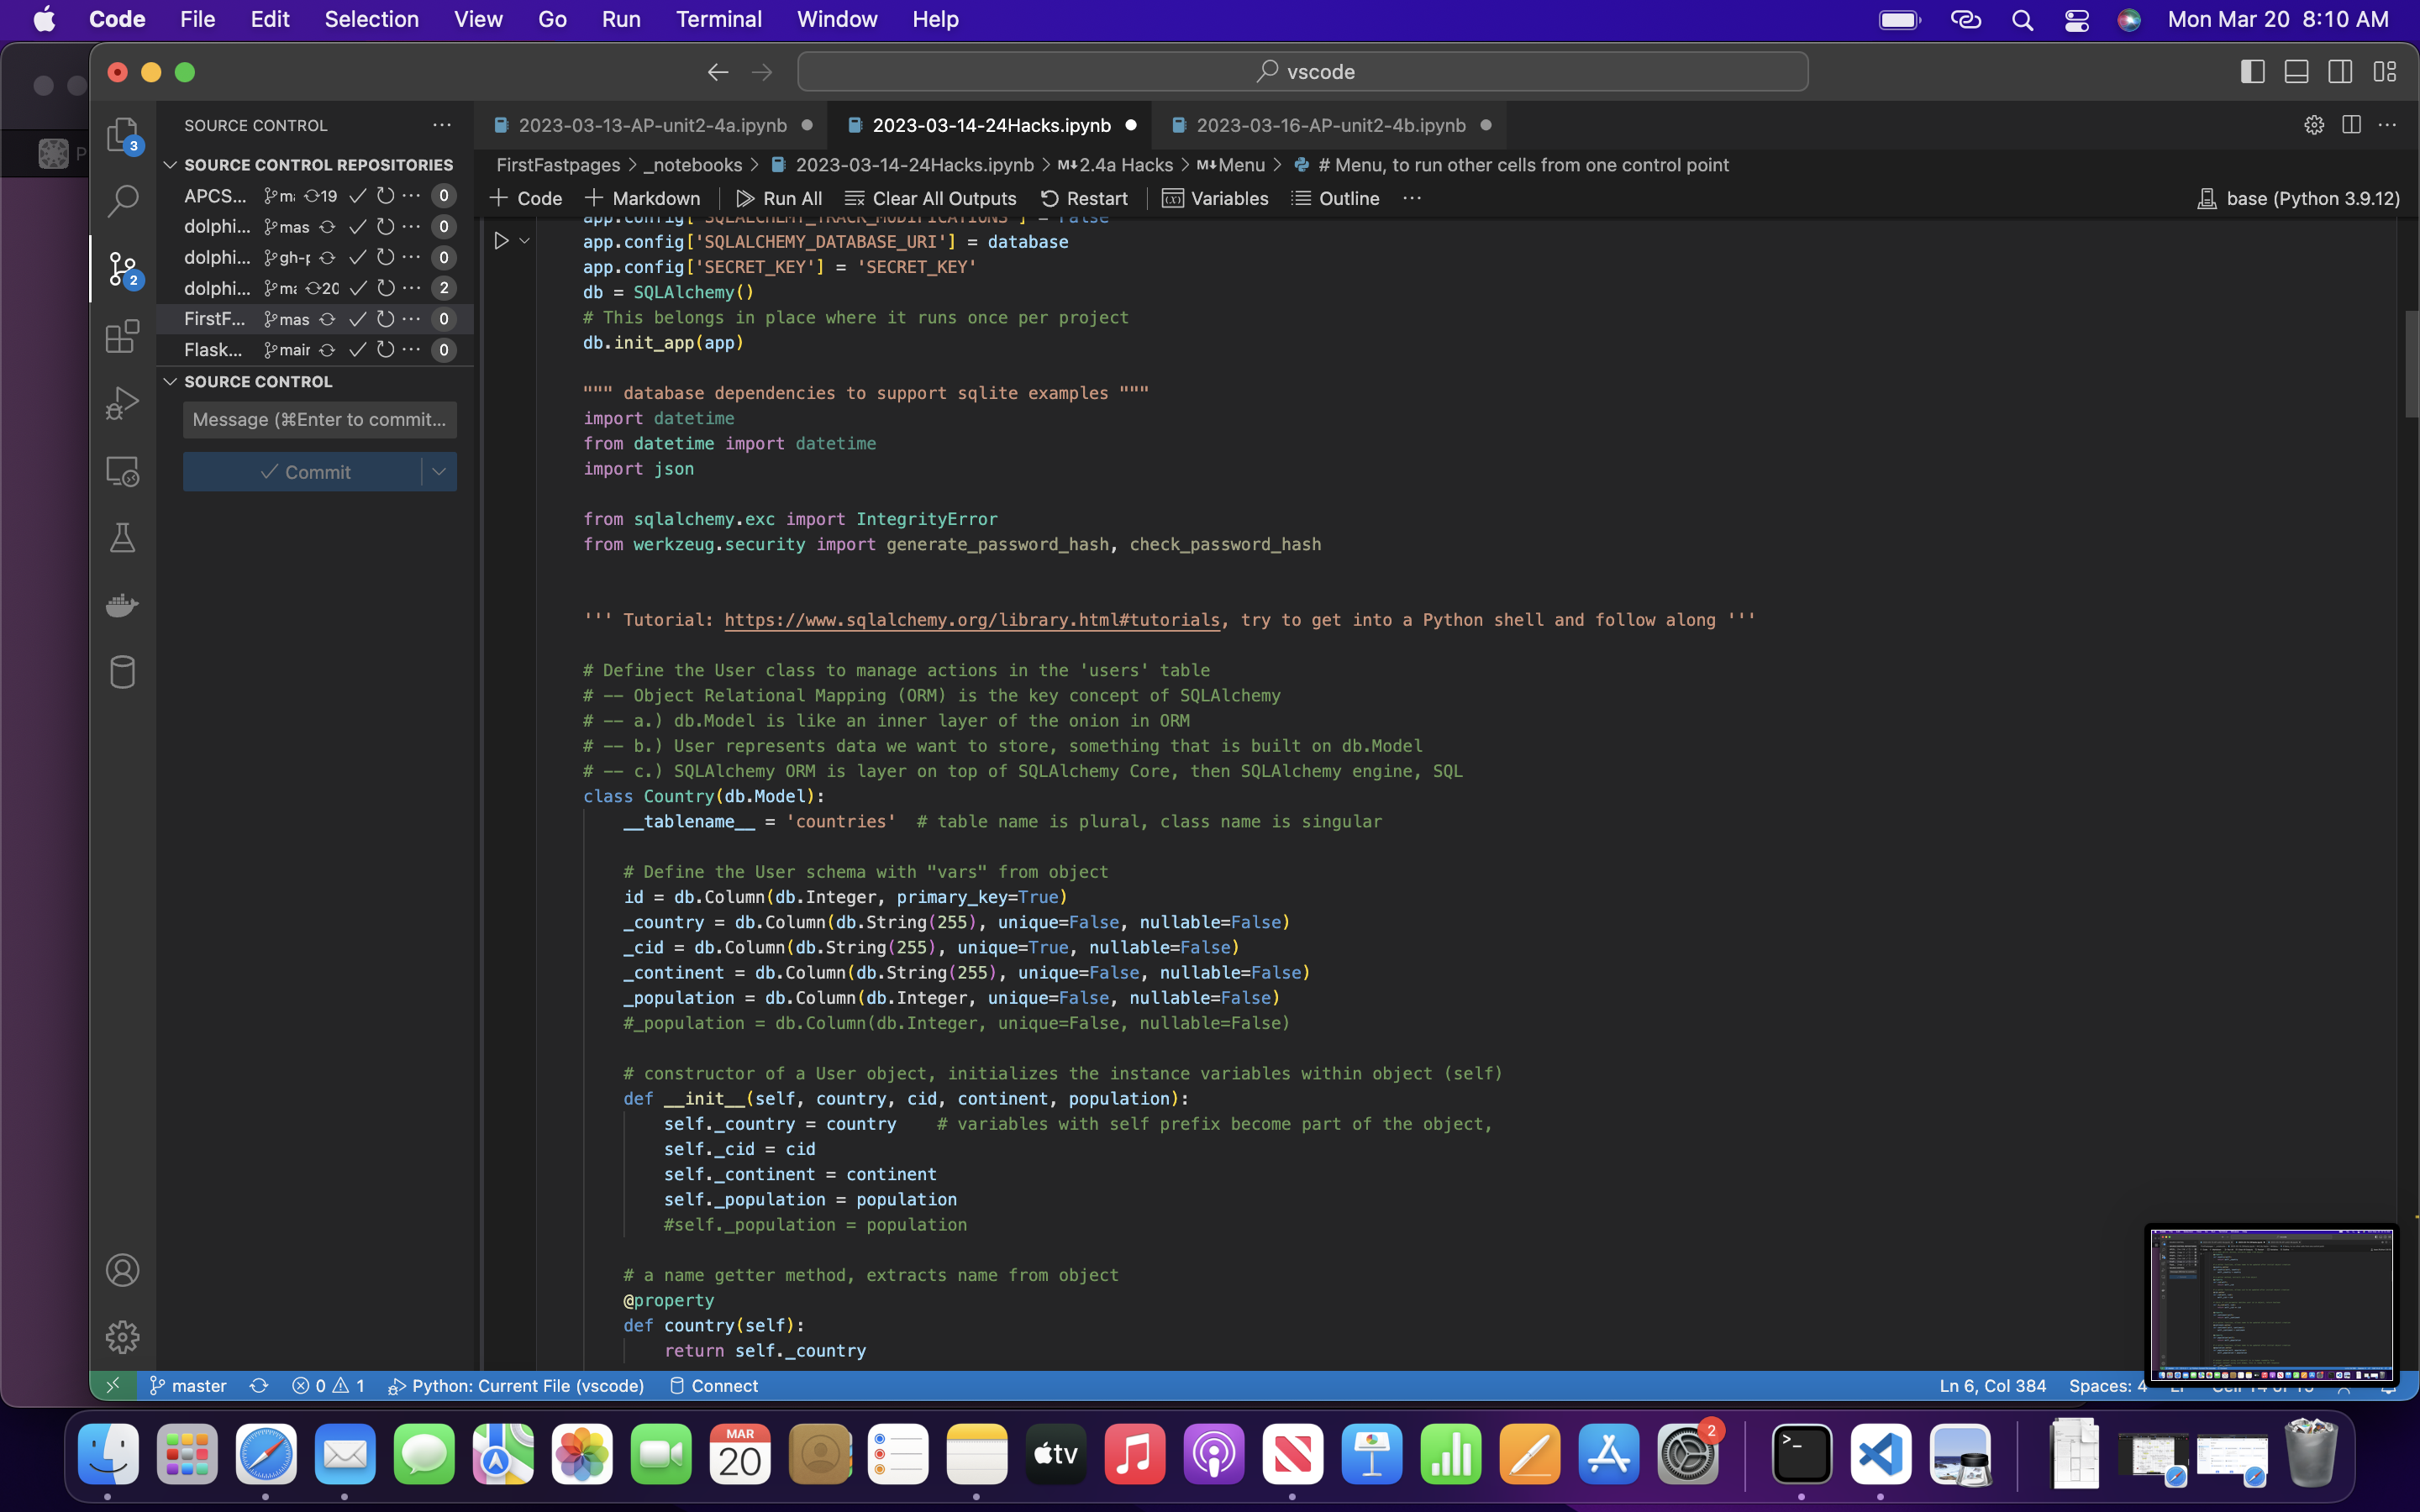 Code File Edit Selection View Go Run Terminal Window Help Mon Mar 20 8:10 AM
vscode
SOURCE CONTROL
2023-03-13-AP-unit2-4a.ipynb 2023-03-14-24Hacks.ipynb 2023-03-16-AP-unit2-4b.ipynb
3
SOURCE CONTROL REPOSITORIES
FirstFastpages > _notebooks > 2023-03-14-24Hacks.ipynb > M↓2.4a Hacks > M↓Menu > # Menu, to run other cells from one control point
APCS... 19 0
Code Markdown Run All Clear All Outputs Restart Variables Outline ... base (Python 3.9.12)
dolphi... mas 0
dolphi... 0
dolphi... 20 2
FirstF... mas 0
Flask... 0
2
SOURCE CONTROL
Message (⌘Enter to commit...
Commit
app.config['SQLALCHEMY_TRACK_MODIFICATIONS'] = False
app.config['SQLALCHEMY_DATABASE_URI'] = database
app.config['SECRET_KEY'] = 'SECRET_KEY'
db = SQLAlchemy()
# This belongs in place where it runs once per project
db.init_app(app)
""" database dependencies to support sqlite examples """
import datetime
from datetime import datetime
import json
from sqlalchemy.exc import IntegrityError
from werkzeug.security import generate_password_hash, check_password_hash
''' Tutorial: https://www.sqlalchemy.org/library.html#tutorials, try to get into a Python shell and follow along '''
# Define the User class to manage actions in the 'users' table
# -- Object Relational Mapping (ORM) is the key concept of SQLAlchemy
# -- a.) db.Model is like an inner layer of the onion in ORM
# -- b.) User represents data we want to store, something that is built on db.Model
# -- c.) SQLAlchemy ORM is layer on top of SQLAlchemy Core, then SQLAlchemy engine, SQL
class Country(db.Model):
__tablename__ = 'countries' # table name is plural, class name is singular
# Define the User schema with "vars" from object
id = db.Column(db.Integer, primary_key=True)
_country = db.Column(db.String(255), unique=False, nullable=False)
_cid = db.Column(db.String(255), unique=True, nullable=False)
_continent = db.Column(db.String(255), unique=False, nullable=False)
_population = db.Column(db.Integer, unique=False, nullable=False)
#_population = db.Column(db.Integer, unique=False, nullable=False)
# constructor of a User object, initializes the instance variables within object (self)
def __init__(self, country, cid, continent, population):
self._country = country # variables with self prefix become part of the object,
self._cid = cid
self._continent = continent
self._population = population
#self._population = population
# a name getter method, extracts name from object
@property
def country(self):
return self._country
master 0 1 Python: Current File (vscode) Connect Ln 6, Col 384 Spaces: 4
MAR
20
tv
2